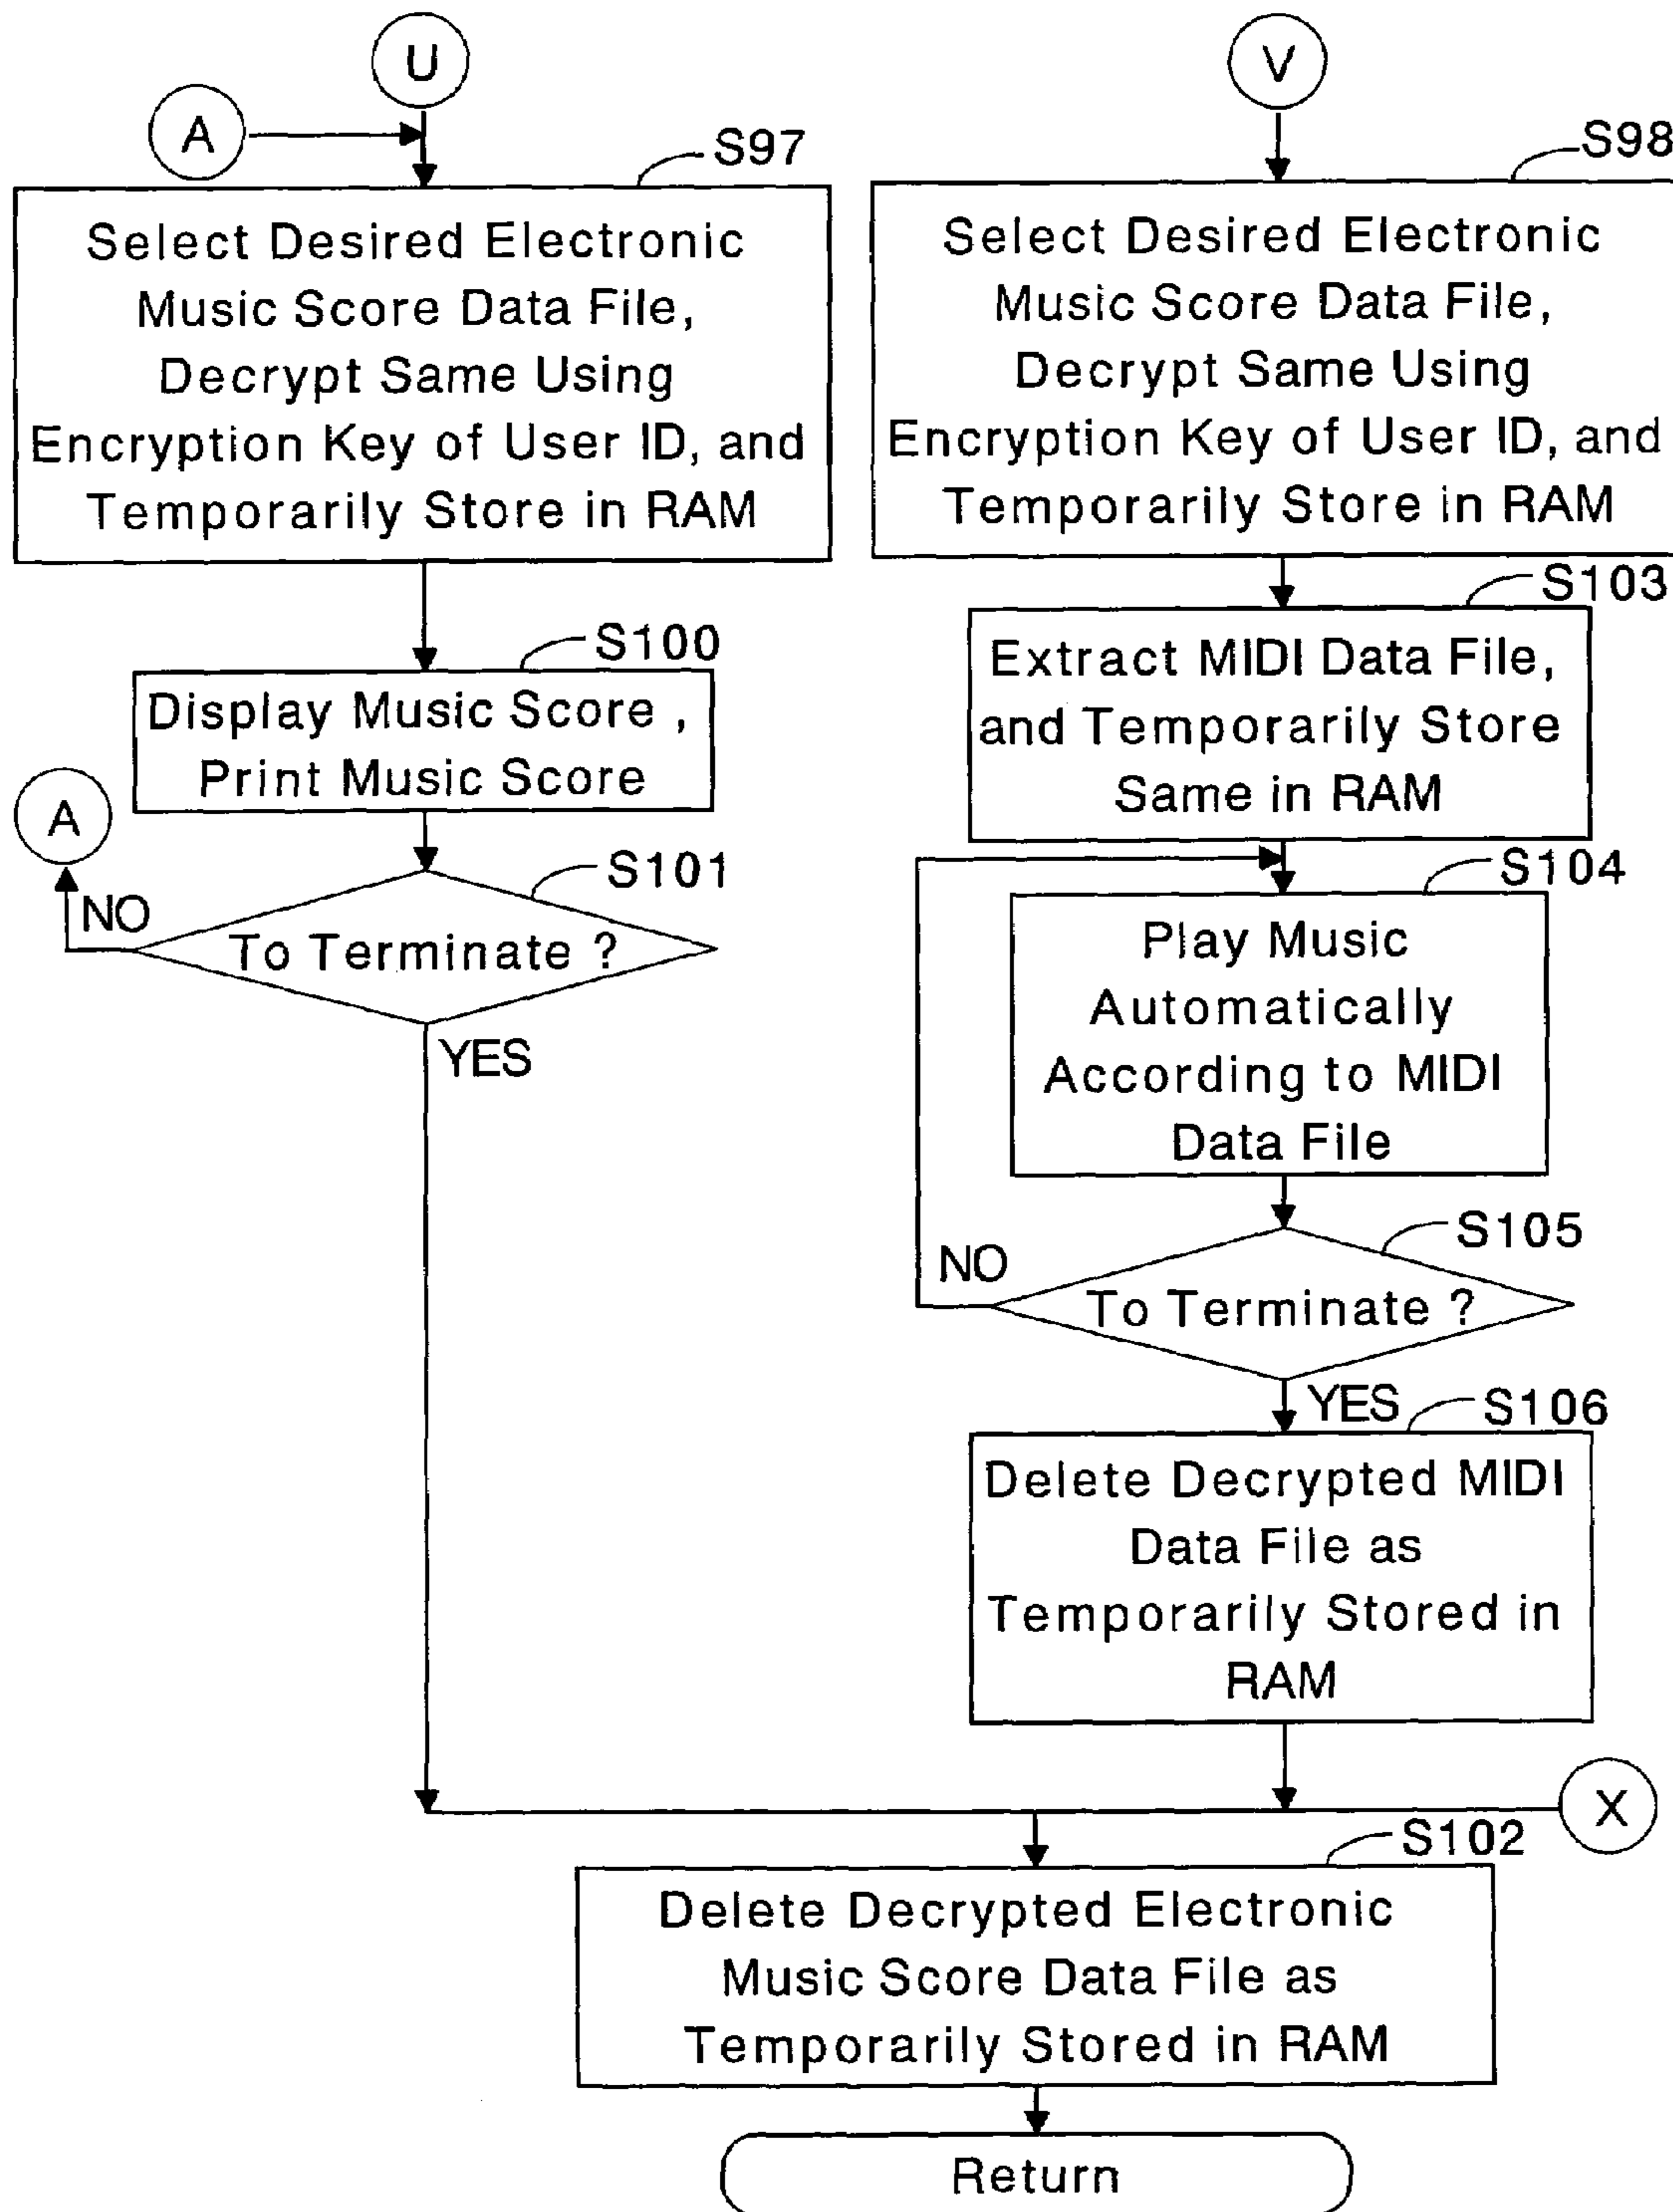 U
A
S97
Select Desired Electronic
Music Score Data File,
Decrypt Same Using
Encryption Key of User ID, and
Temporarily Store in RAM
S100
Display Music Score ,
Print Music Score
A
S101
NO
To Terminate ?
YES
V
S98
Select Desired Electronic
Music Score Data File,
Decrypt Same Using
Encryption Key of User ID, and
Temporarily Store in RAM
S103
Extract MIDI Data File,
and Temporarily Store
Same in RAM
S104
Play Music
Automatically
According to MIDI
Data File
S105
NO
To Terminate ?
YES
S106
Delete Decrypted MIDI
Data File as
Temporarily Stored in
RAM
X
S102
Delete Decrypted Electronic
Music Score Data File as
Temporarily Stored in RAM
Return